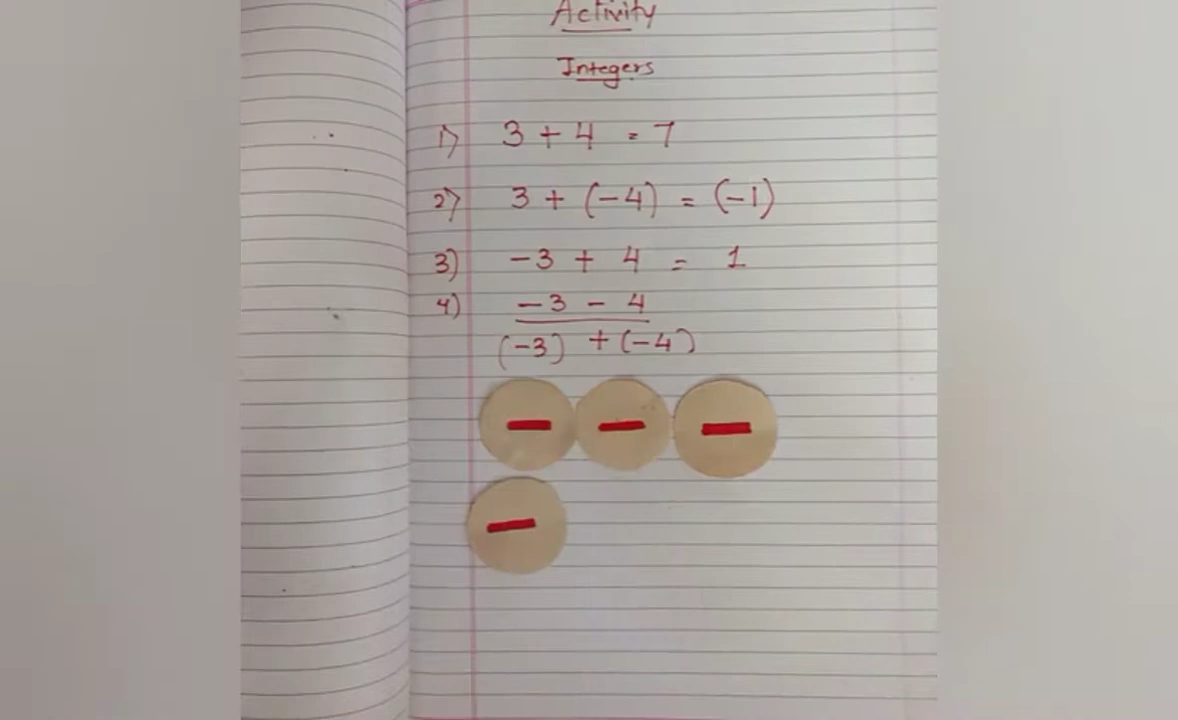 Activity
Integers
1) 3 + 4 = 7
2) 3 + (-4) = (-1)
3) -3 + 4 = 1
4) -3 - 4
(-3) + (-4)
- - -
-